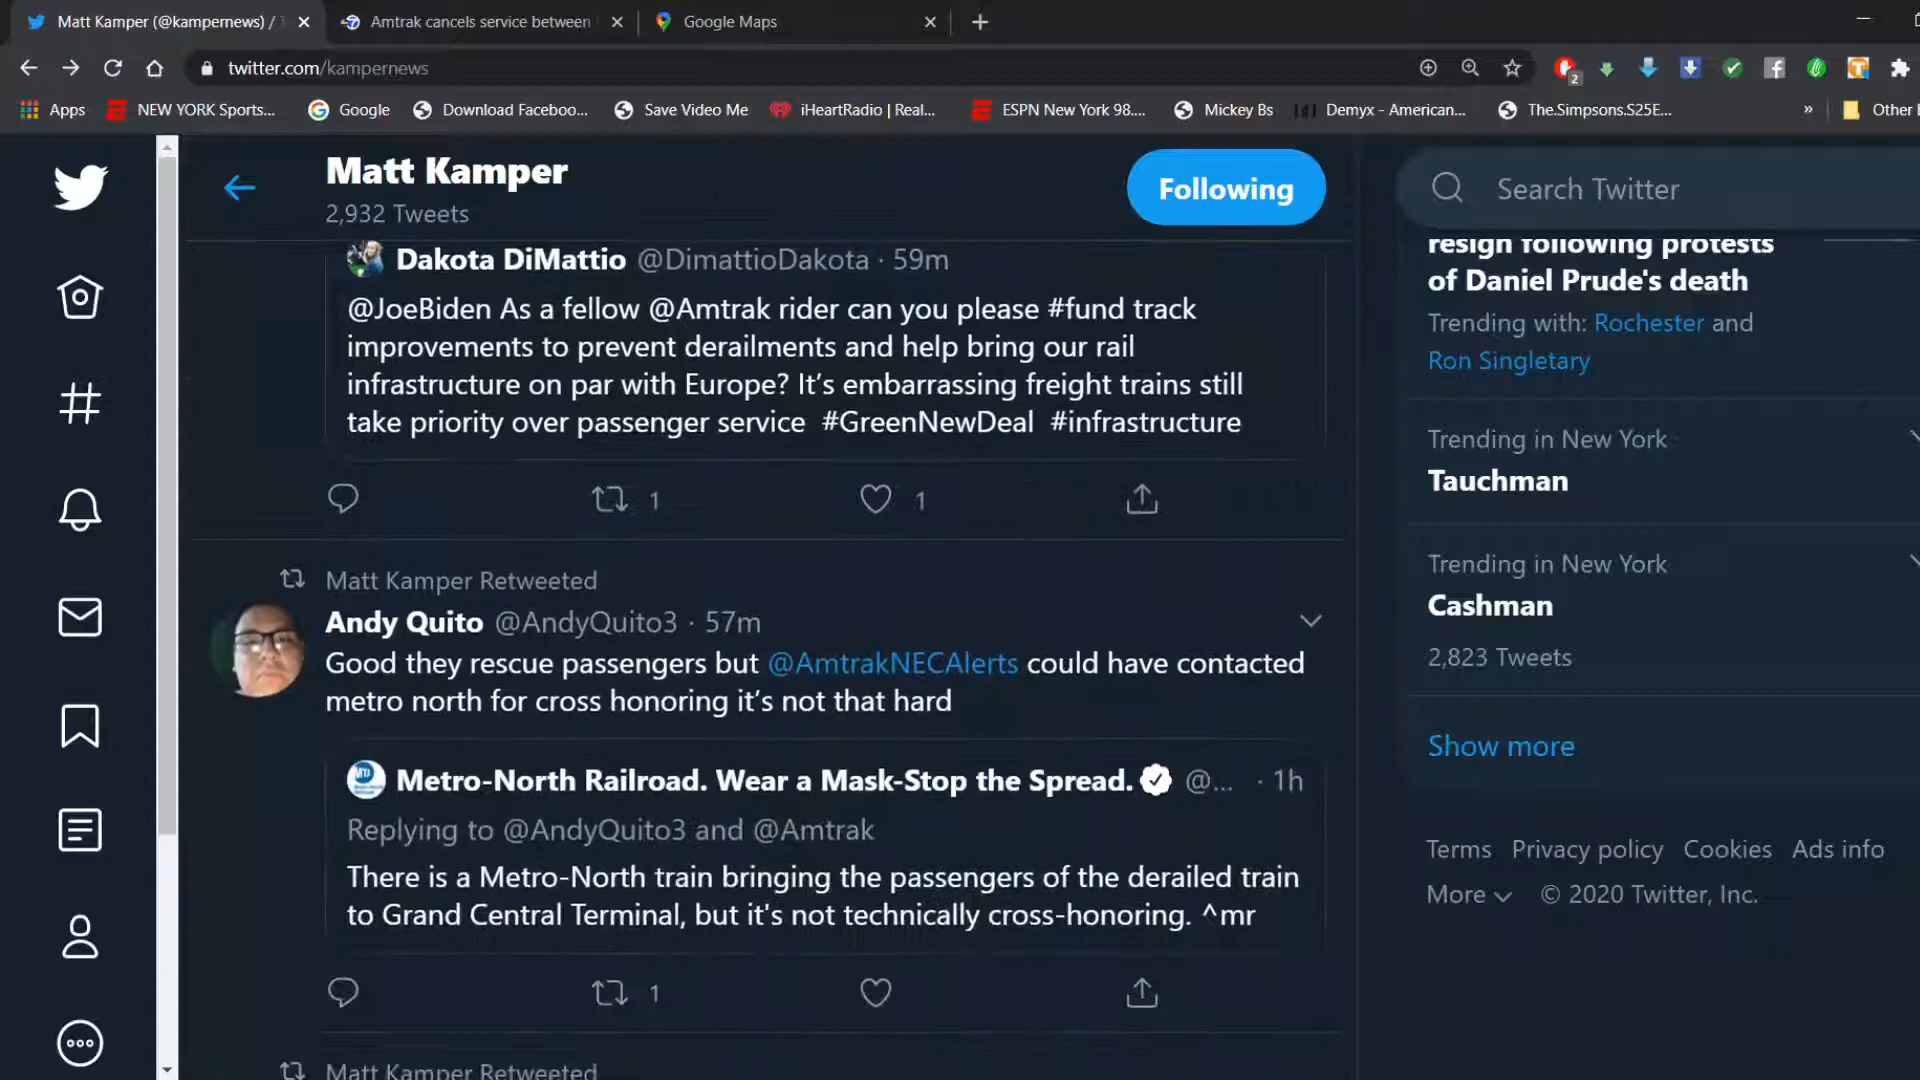 Matt Kamper (@kampernews) /
Amtrak cancels service between
Google Maps
twitter.com/kampernews
2
Apps
NEW YORK Sports...
Google
Download Faceboo...
Save Video Me
iHeartRadio | Real...
ESPN New York 98....
Mickey Bs
Demyx - American...
The.Simpsons.S25E...
»
Other
Matt Kamper
2,932 Tweets
Following
Search Twitter
Dakota DiMattio @DimattioDakota · 59m
@JoeBiden As a fellow @Amtrak rider can you please #fund track
improvements to prevent derailments and help bring our rail
infrastructure on par with Europe? It's embarrassing freight trains still
take priority over passenger service #GreenNewDeal #infrastructure
1
1
Matt Kamper Retweeted
Andy Quito @AndyQuito3 · 57m
Good they rescue passengers but @AmtrakNECAlerts could have contacted
metro north for cross honoring it's not that hard
MTA
Metro-North Railroad. Wear a Mask-Stop the Spread. @... · 1h
Replying to @AndyQuito3 and @Amtrak
There is a Metro-North train bringing the passengers of the derailed train
to Grand Central Terminal, but it's not technically cross-honoring. ^mr
1
Matt Kamper Retweeted
resign following protests
of Daniel Prude's death
Trending with: Rochester and
Ron Singletary
Trending in New York
Tauchman
Trending in New York
Cashman
2,823 Tweets
Show more
Terms Privacy policy Cookies Ads info
More © 2020 Twitter, Inc.